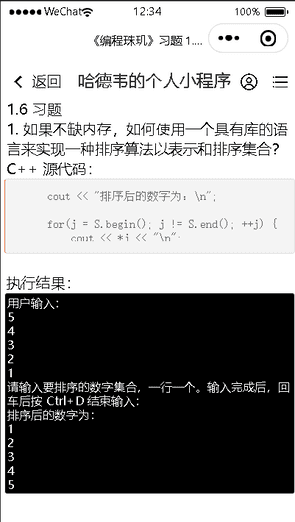 WeChat 12:34 100%
《编程珠玑》习题 1....
返回 哈德韦的个人小程序
1.6 习题
1. 如果不缺内存，如何使用一个具有库的语
言来实现一种排序算法以表示和排序集合？
C++ 源代码：
cout << "排序后的数字为：\n";
for(j = S.begin(); j != S.end(); ++j) {
cout << *j << "\n";
执行结果：
用户输入：
5
4
3
2
1
请输入要排序的数字集合，一行一个。输入完成后，回
车后按 Ctrl+D 结束输入：
排序后的数字为：
1
2
3
4
5